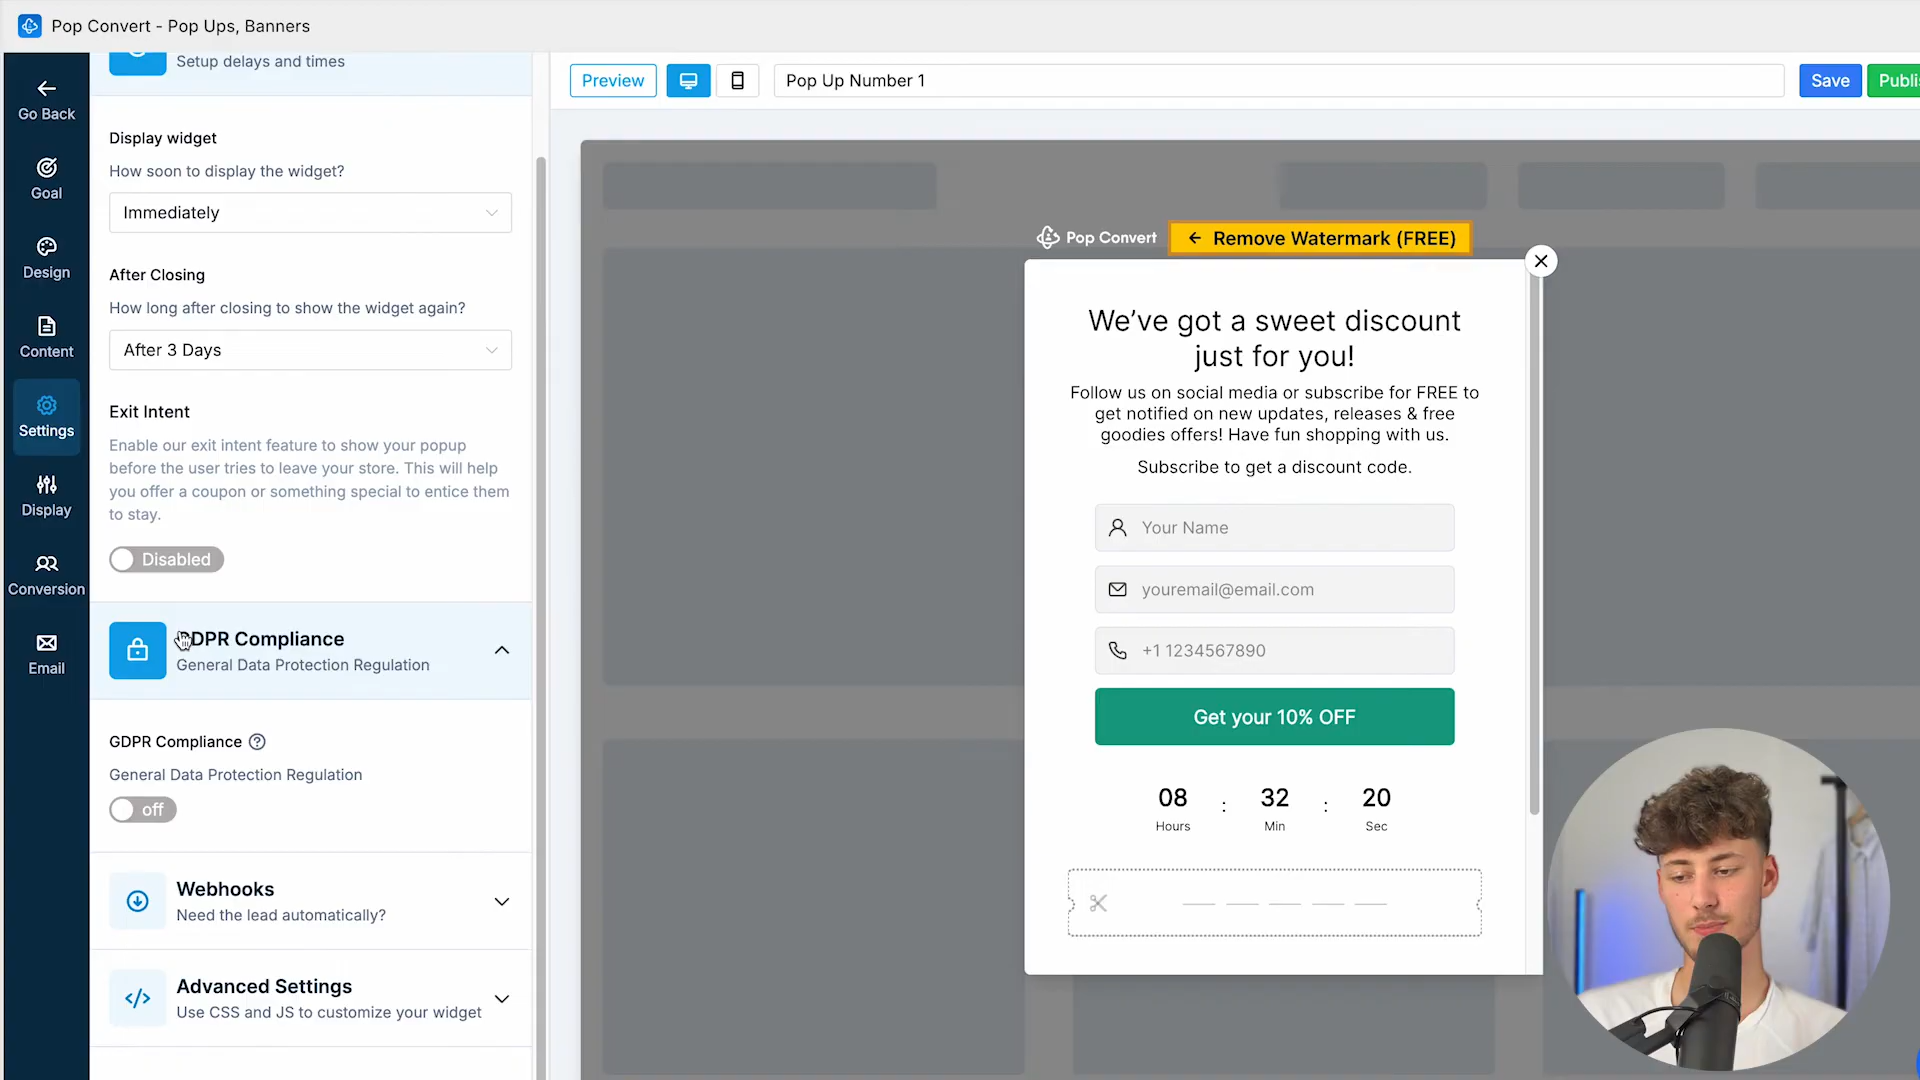 Pop Convert - Pop Ups, Banners
Go Back
Goal
Design
Content
Settings
Display
Conversion
Email
Setup delays and times
Display widget
How soon to display the widget?
Immediately
After Closing
How long after closing to show the widget again?
After 3 Days
Exit Intent
Enable our exit intent feature to show your popup
before the user tries to leave your store. This will help
you offer a coupon or something special to entice them
to stay.
Disabled
GDPR Compliance
General Data Protection Regulation
GDPR Compliance
General Data Protection Regulation
off
Webhooks
Need the lead automatically?
Advanced Settings
Use CSS and JS to customize your widget
Preview
Pop Up Number 1
Save
Publi
Pop Convert
← Remove Watermark (FREE)
We’ve got a sweet discount
just for you!
Follow us on social media or subscribe for FREE to
get notified on new updates, releases & free
goodies offers! Have fun shopping with us.
Subscribe to get a discount code.
Your Name
youremail@email.com
+1 1234567890
Get your 10% OFF
08 : 32 : 20
Hours Min Sec